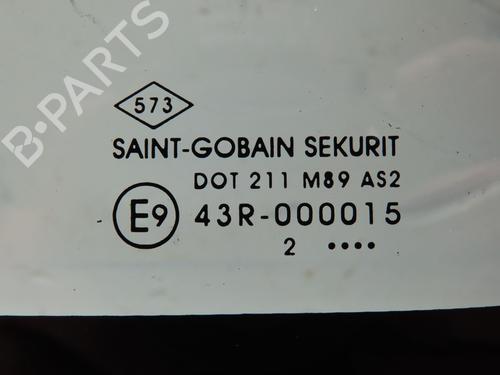 B-PARTS
573
SAINT-GOBAIN SEKURIT
DOT 211 M89 AS2
E9 43R-000015
2 ••••